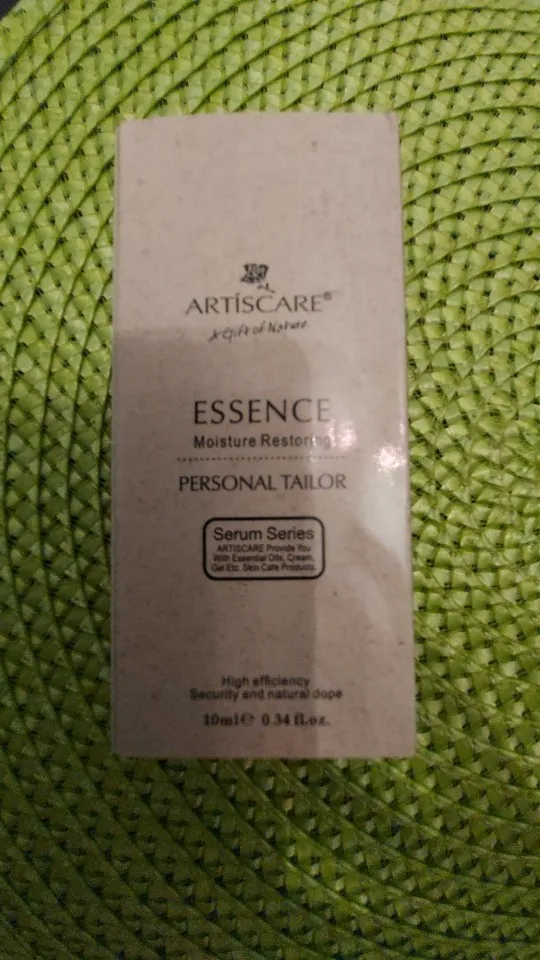 ARTÍSCARE®
A Gift of Nature
ESSENCE
Moisture Restoring
PERSONAL TAILOR
Serum Series
ARTISCARE Provide You
With Essential Oils, Cream,
Gel Etc. Skin Care Products.
High efficiency
Security and natural dope
10ml℮ 0.34 fl.oz.